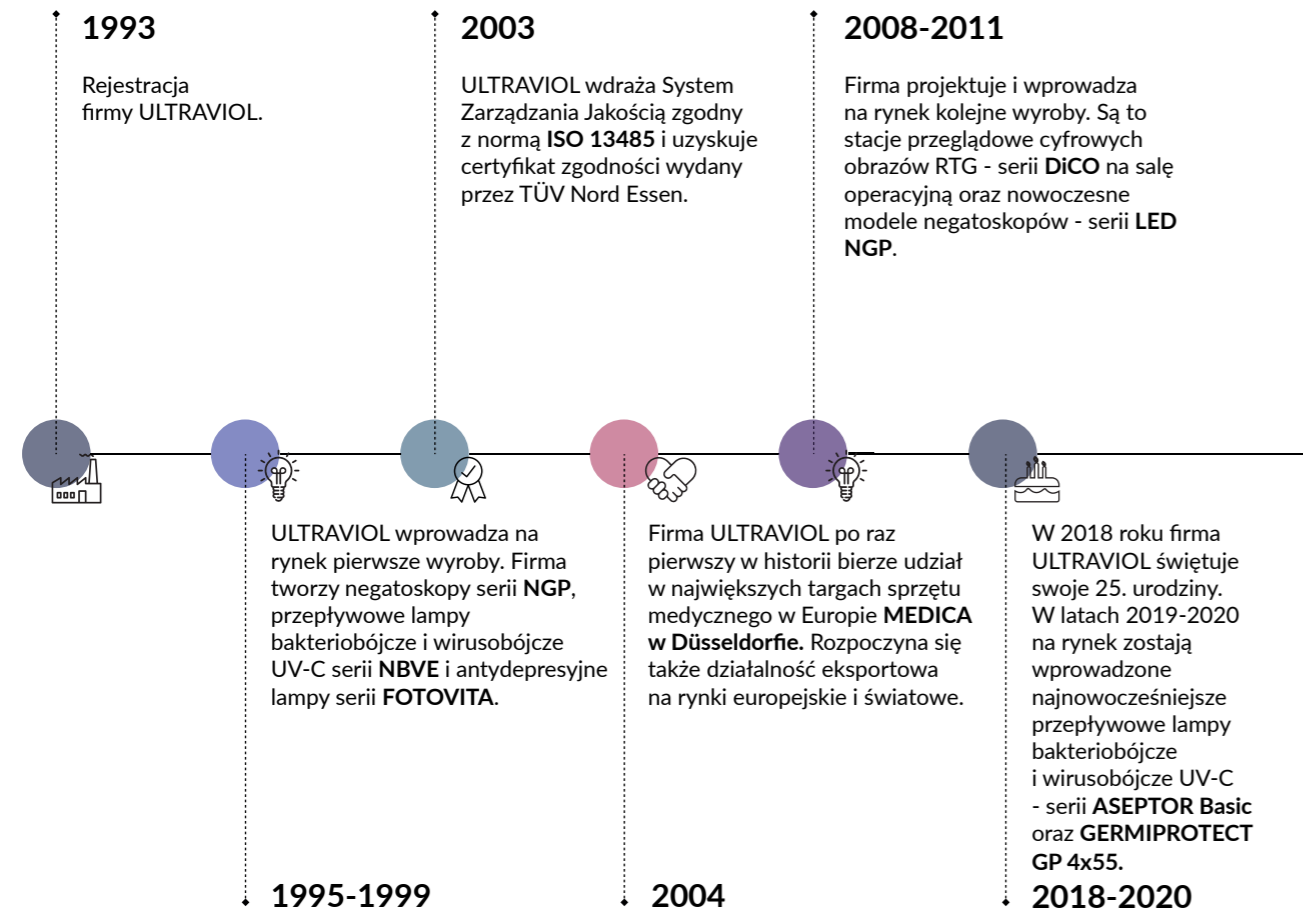 1993
Rejestracja
firmy ULTRAVIOL.
2003
ULTRAVIOL wdraża System
Zarządzania Jakością zgodny
z normą ISO 13485 i uzyskuje
certyfikat zgodności wydany
przez TÜV Nord Essen.
2008-2011
Firma projektuje i wprowadza
na rynek kolejne wyroby. Są to
stacje przeglądowe cyfrowych
obrazów RTG - serii DiCO na salę
operacyjną oraz nowoczesne
modele negatoskopów - serii LED
NGP.
ULTRAVIOL wprowadza na
rynek pierwsze wyroby. Firma
tworzy negatoskopy serii NGP,
przepływowe lampy
bakteriobójcze i wirusobójcze
UV-C serii NBVE i antydepresyjne
lampy serii FOTOVITA.
1995-1999
Firma ULTRAVIOL po raz
pierwszy w historii bierze udział
w największych targach sprzętu
medycznego w Europie MEDICA
w Düsseldorfie. Rozpoczyna się
także działalność eksportowa
na rynki europejskie i światowe.
2004
W 2018 roku firma
ULTRAVIOL świętuje
swoje 25. urodziny.
W latach 2019-2020
na rynek zostają
wprowadzone
najnowocześniejsze
przepływowe lampy
bakteriobójcze
i wirusobójcze UV-C
- serii ASEPTOR Basic
oraz GERMIPROTECT
GP 4x55.
2018-2020